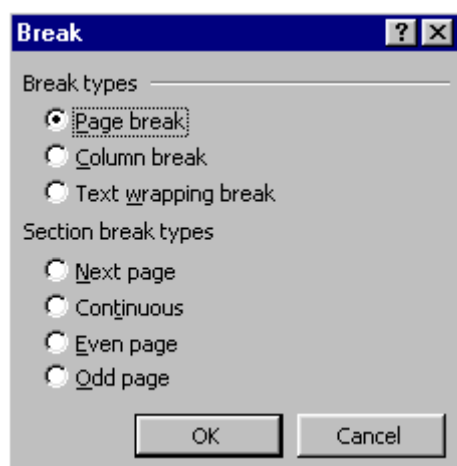 Break
Break types
Page break
Column break
Text wrapping break
Section break types
Next page
Continuous
Even page
Odd page
OK Cancel